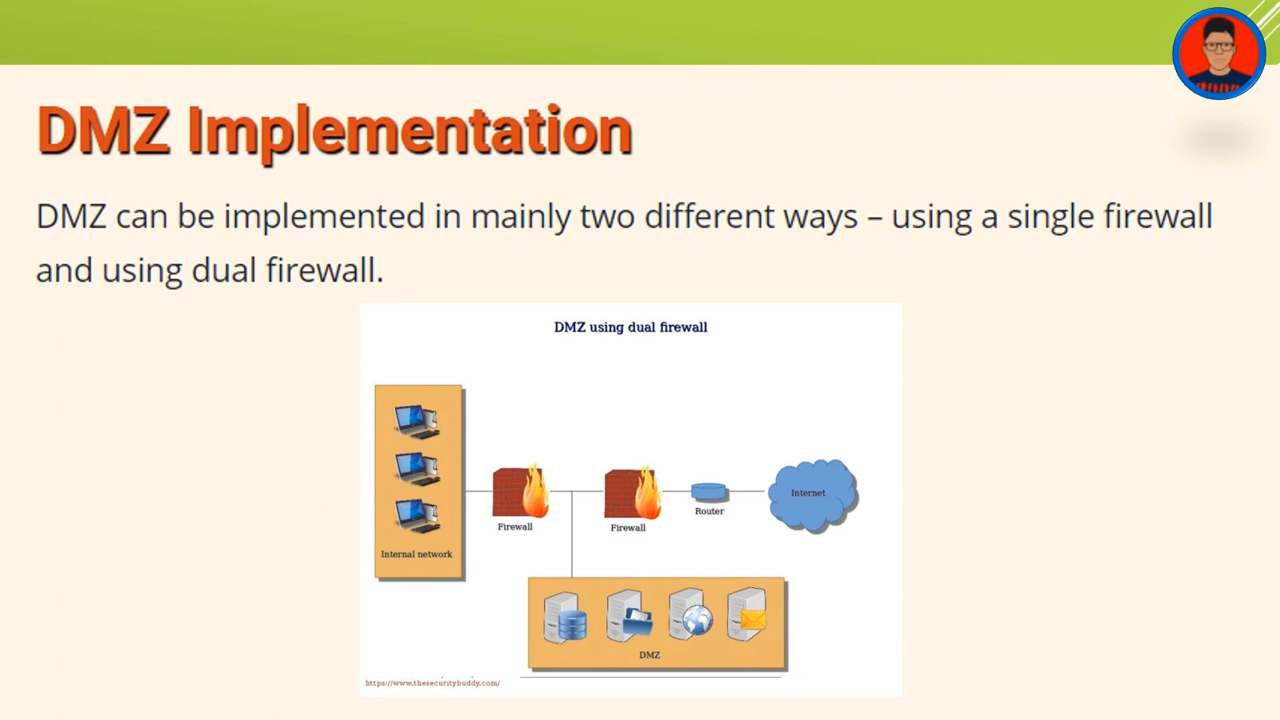 DMZ Implementation
DMZ can be implemented in mainly two different ways – using a single firewall
and using dual firewall.
DMZ using dual firewall
Internet
Router
Firewall
Firewall
Internal network
DMZ
https://www.thesecuritybuddy.com/